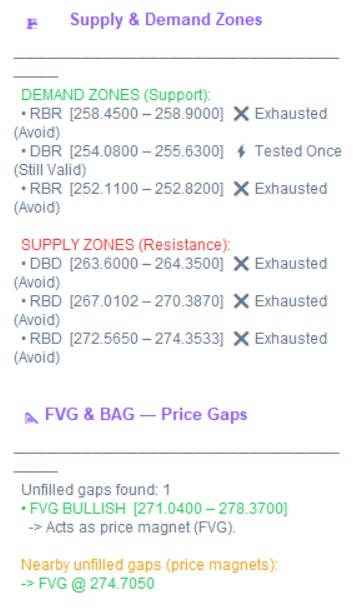 Supply & Demand Zones
DEMAND ZONES (Support):
• RBR [258.4500 – 258.9000] ❌ Exhausted
(Avoid)
• DBR [254.0800 – 255.6300] ⚡ Tested Once
(Still Valid)
• RBR [252.1100 – 252.8200] ❌ Exhausted
(Avoid)
SUPPLY ZONES (Resistance):
• DBD [263.6000 – 264.3500] ❌ Exhausted
(Avoid)
• RBD [267.0102 – 270.3870] ❌ Exhausted
(Avoid)
• RBD [272.5650 – 274.3533] ❌ Exhausted
(Avoid)
FVG & BAG — Price Gaps
Unfilled gaps found: 1
• FVG BULLISH [271.0400 – 278.3700]
-> Acts as price magnet (FVG).
Nearby unfilled gaps (price magnets):
-> FVG @ 274.7050